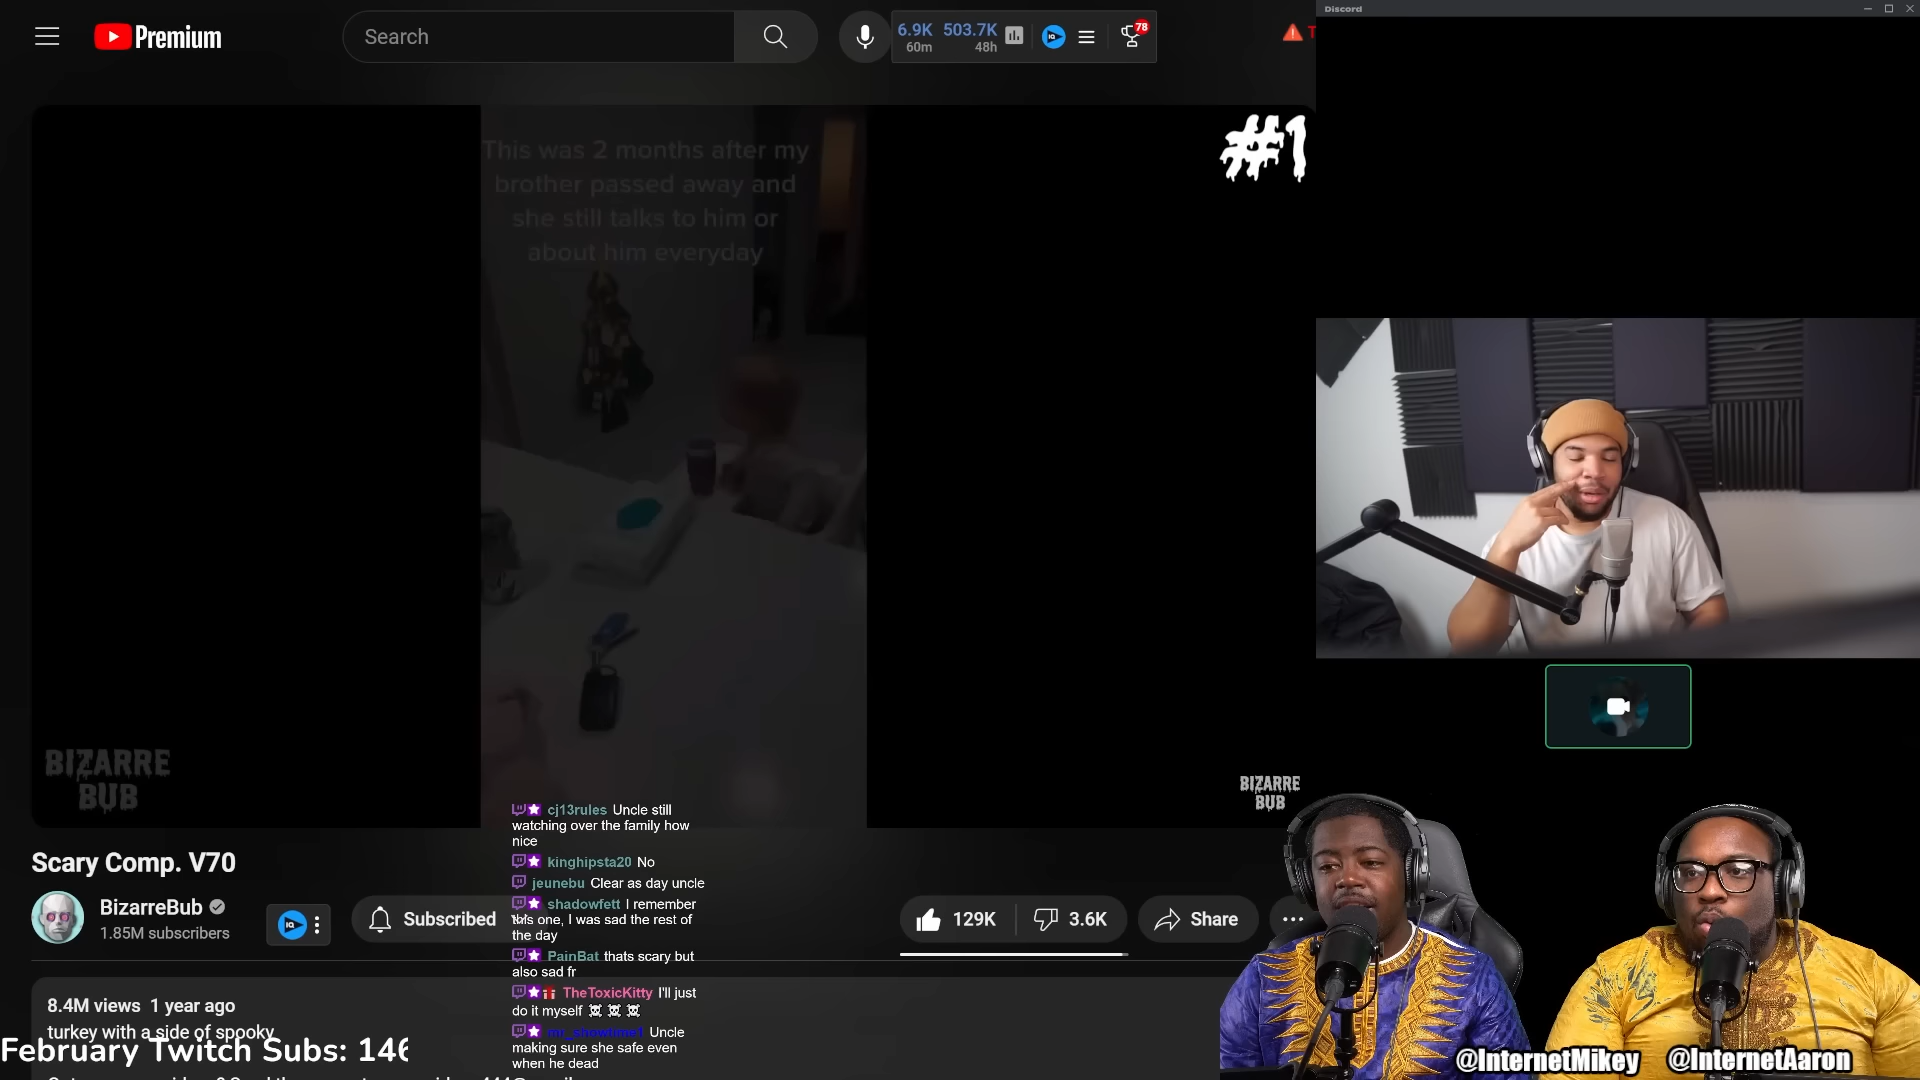 Discord
Premium
Search
6.9K 503.7K
60m 48h
78
This was 2 months after my
brother passed away and
she still talks to him or
about him everyday
#1
BIZARRE
BUB
BIZARRE
BUB
cj13rules Uncle still
watching over the family how
nice
kinghipsta20 No
jeunebu Clear as day uncle
shadowfett I remember
this one, I was sad the rest of
the day
PainBat thats scary but
also sad fr
TheToxicKitty I'll just
do it myself ☠☠☠
mr_showtime1 Uncle
making sure she safe even
when he dead
Scary Comp. V70
BizarreBub
1.85M subscribers
Subscribed
129K
3.6K
Share
8.4M views 1 year ago
turkey with a side of spooky
February Twitch Subs: 146
@InternetMikey
@InternetAaron